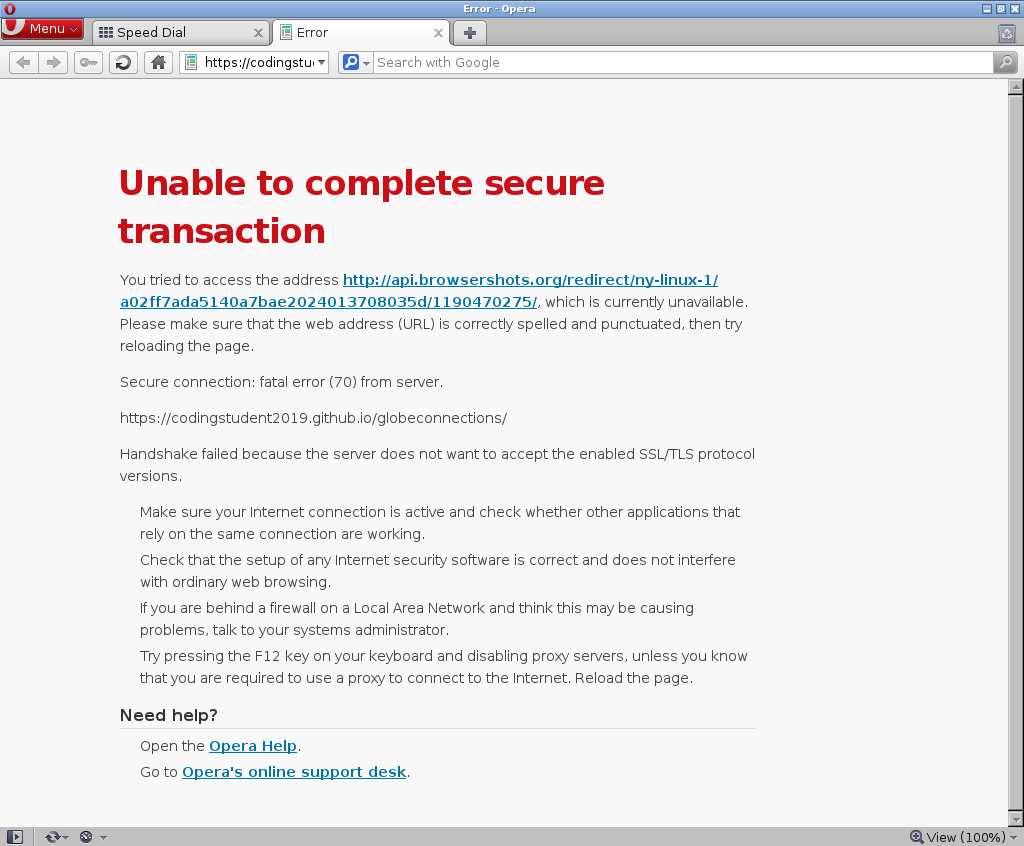 Error - Opera
Menu
Speed Dial
Error
https://codingstu
Search with Google
Unable to complete secure
transaction
You tried to access the address http://api.browsershots.org/redirect/ny-linux-1/
a02ff7ada5140a7bae2024013708035d/1190470275/, which is currently unavailable.
Please make sure that the web address (URL) is correctly spelled and punctuated, then try
reloading the page.
Secure connection: fatal error (70) from server.
https://codingstudent2019.github.io/globeconnections/
Handshake failed because the server does not want to accept the enabled SSL/TLS protocol
versions.
Make sure your Internet connection is active and check whether other applications that
rely on the same connection are working.
Check that the setup of any Internet security software is correct and does not interfere
with ordinary web browsing.
If you are behind a firewall on a Local Area Network and think this may be causing
problems, talk to your systems administrator.
Try pressing the F12 key on your keyboard and disabling proxy servers, unless you know
that you are required to use a proxy to connect to the Internet. Reload the page.
Need help?
Open the Opera Help.
Go to Opera's online support desk.
View (100%)